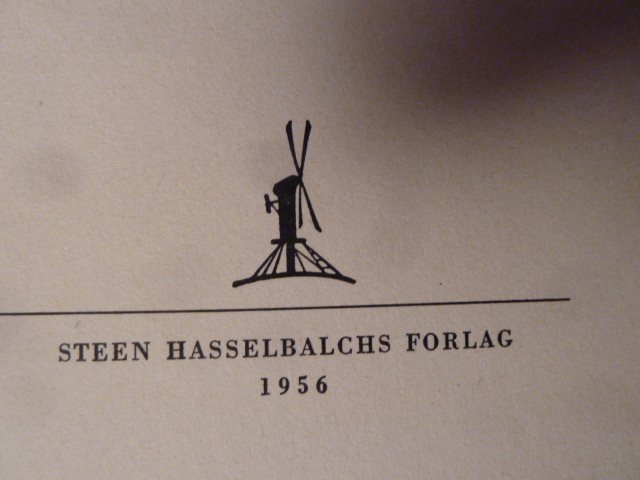 STEEN HASSELBALCHS FORLAG
1956